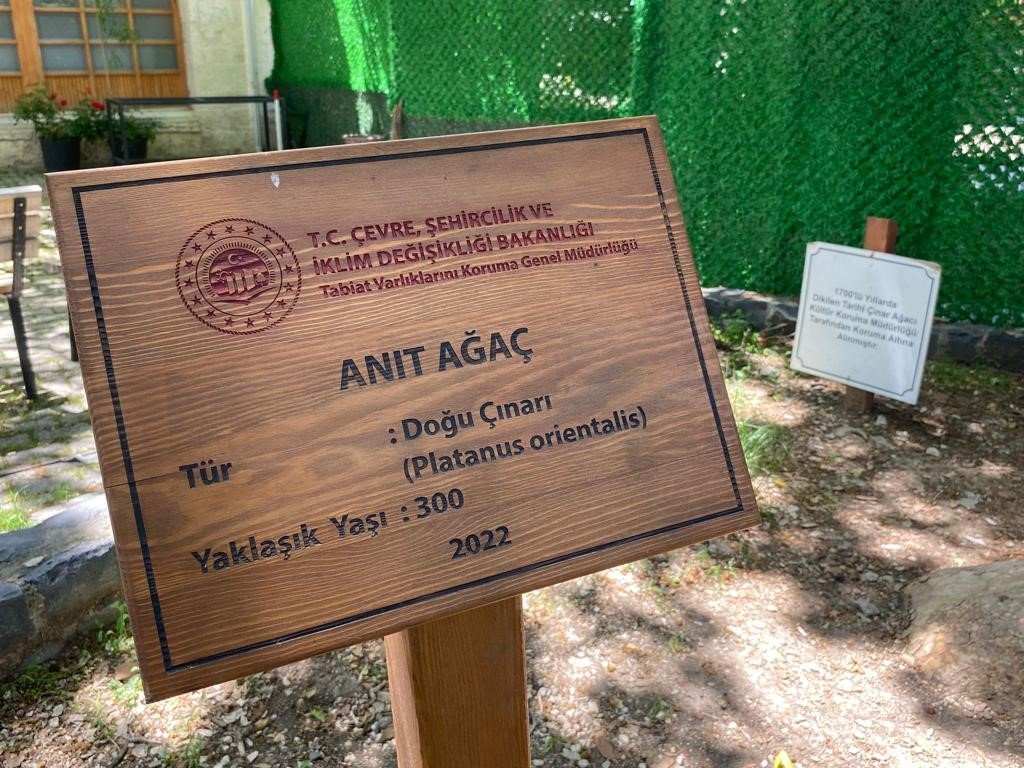 T.C. ÇEVRE, ŞEHİRCİLİK VE
İKLİM DEĞİŞİKLİĞİ BAKANLIĞI
Tabiat Varlıklarını Koruma Genel Müdürlüğü
ANIT AĞAÇ
Tür : Doğu Çınarı
(Platanus orientalis)
Yaklaşık Yaşı : 300
2022
1700'lü Yıllarda
Dikilen Tarihi Çınar Ağacı
Kültür Koruma Müdürlüğü
Tarafından Koruma Altına
Alınmıştır.